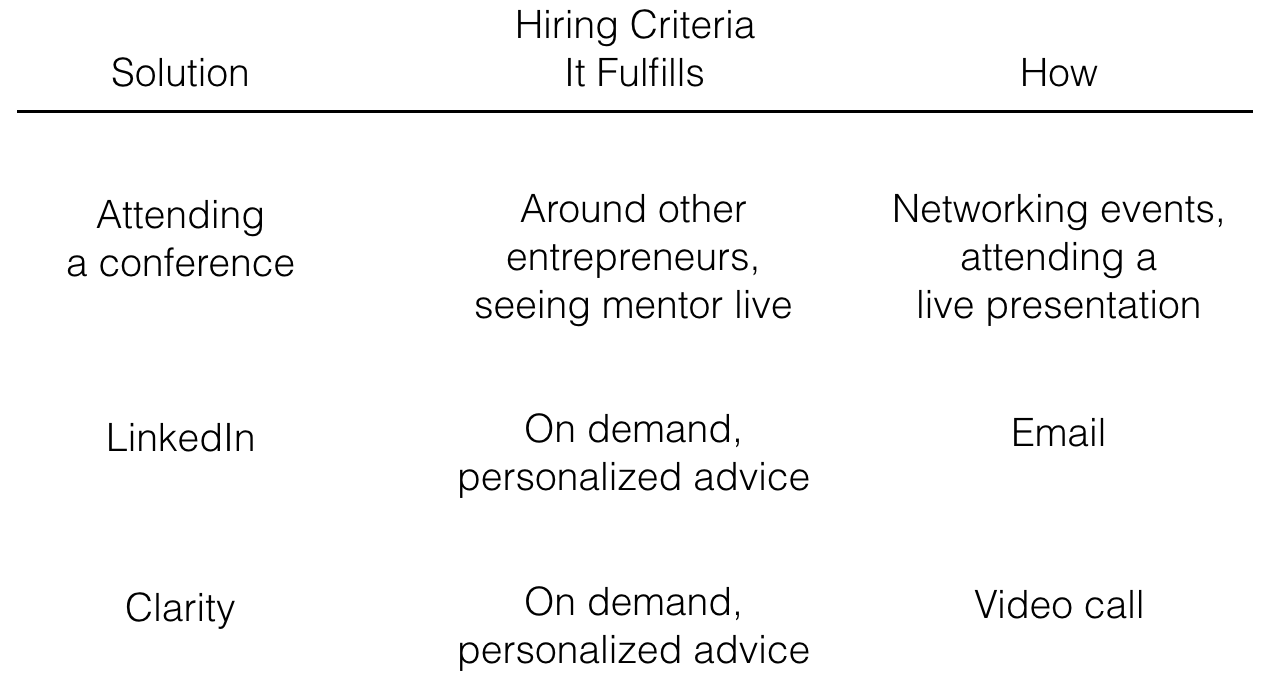 Solution
Hiring Criteria
It Fulfills
How
Attending
a conference
Around other
entrepreneurs,
seeing mentor live
Networking events,
attending a
live presentation
LinkedIn
On demand,
personalized advice
Email
Clarity
On demand,
personalized advice
Video call